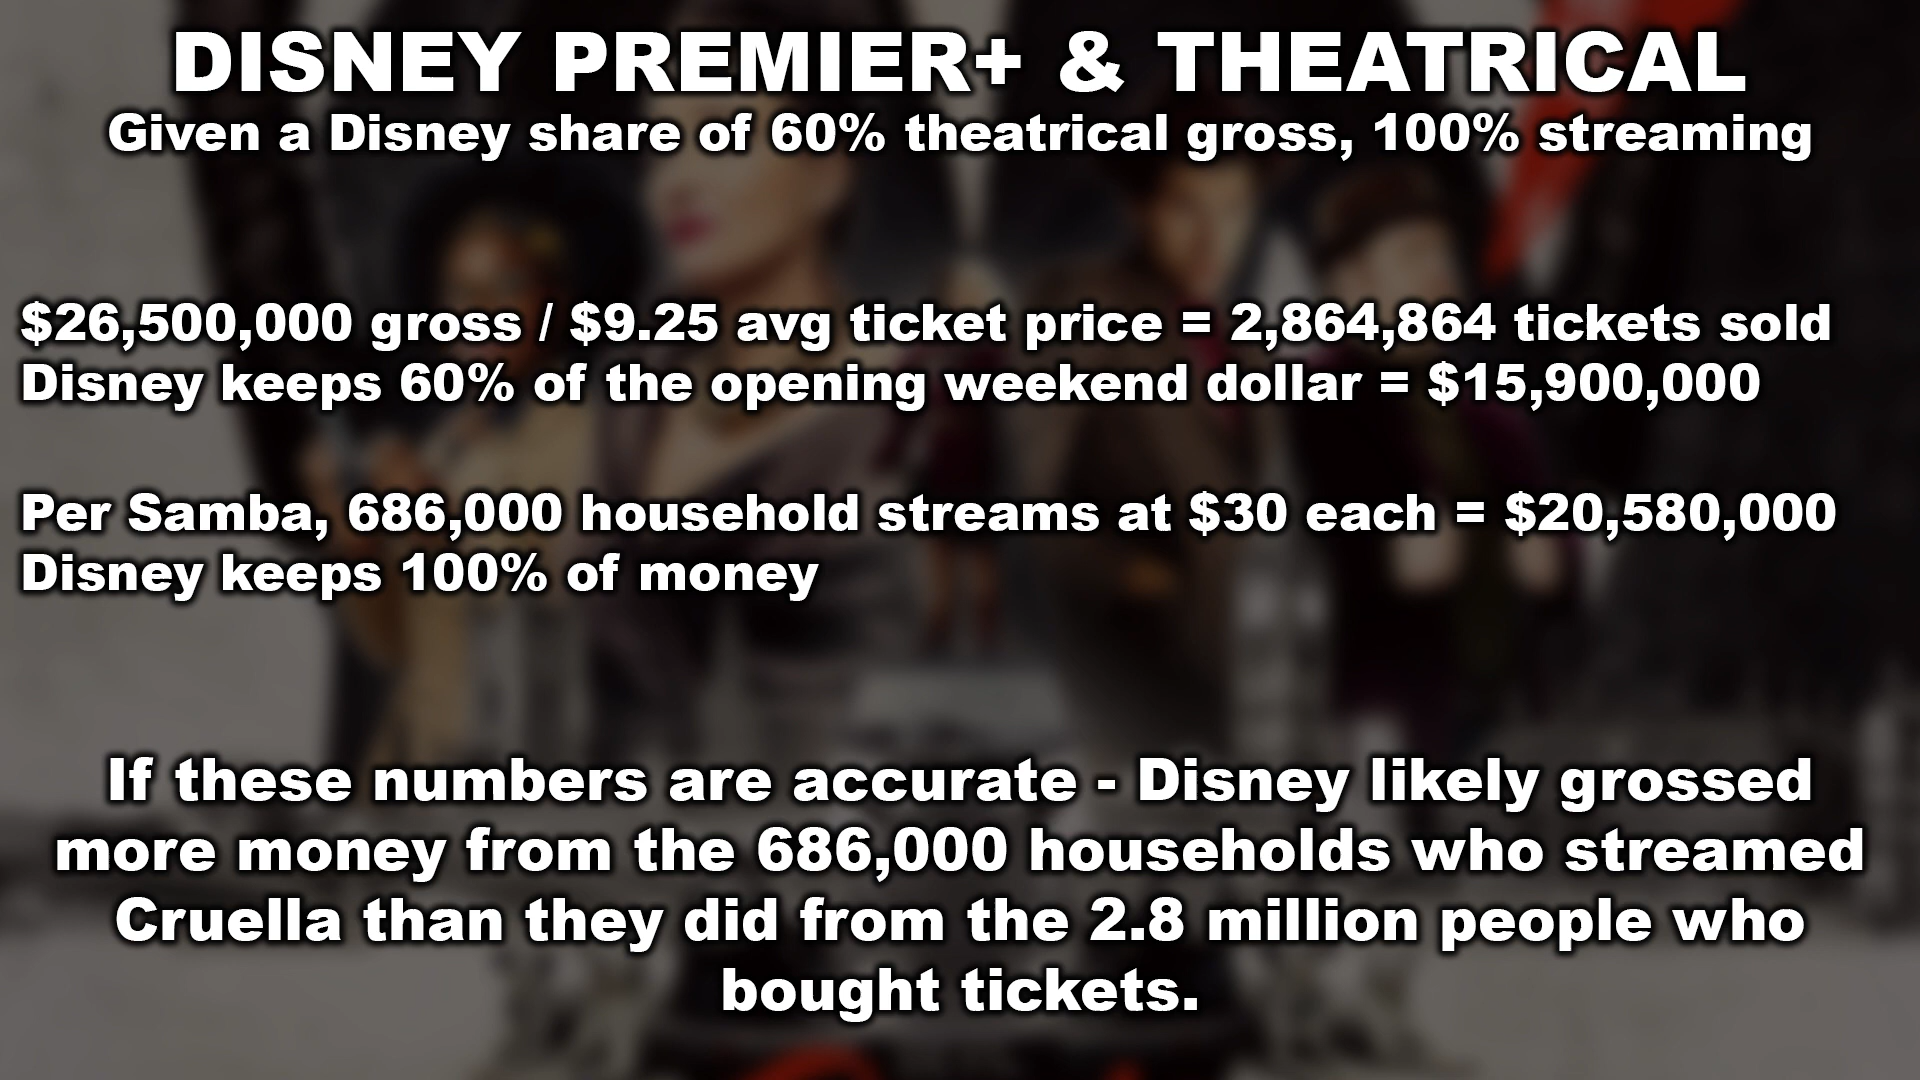 DISNEY PREMIER+ & THEATRICAL
Given a Disney share of 60% theatrical gross, 100% streaming
$26,500,000 gross / $9.25 avg ticket price = 2,864,864 tickets sold
Disney keeps 60% of the opening weekend dollar = $15,900,000
Per Samba, 686,000 household streams at $30 each = $20,580,000
Disney keeps 100% of money
If these numbers are accurate - Disney likely grossed
more money from the 686,000 households who streamed
Cruella than they did from the 2.8 million people who
bought tickets.